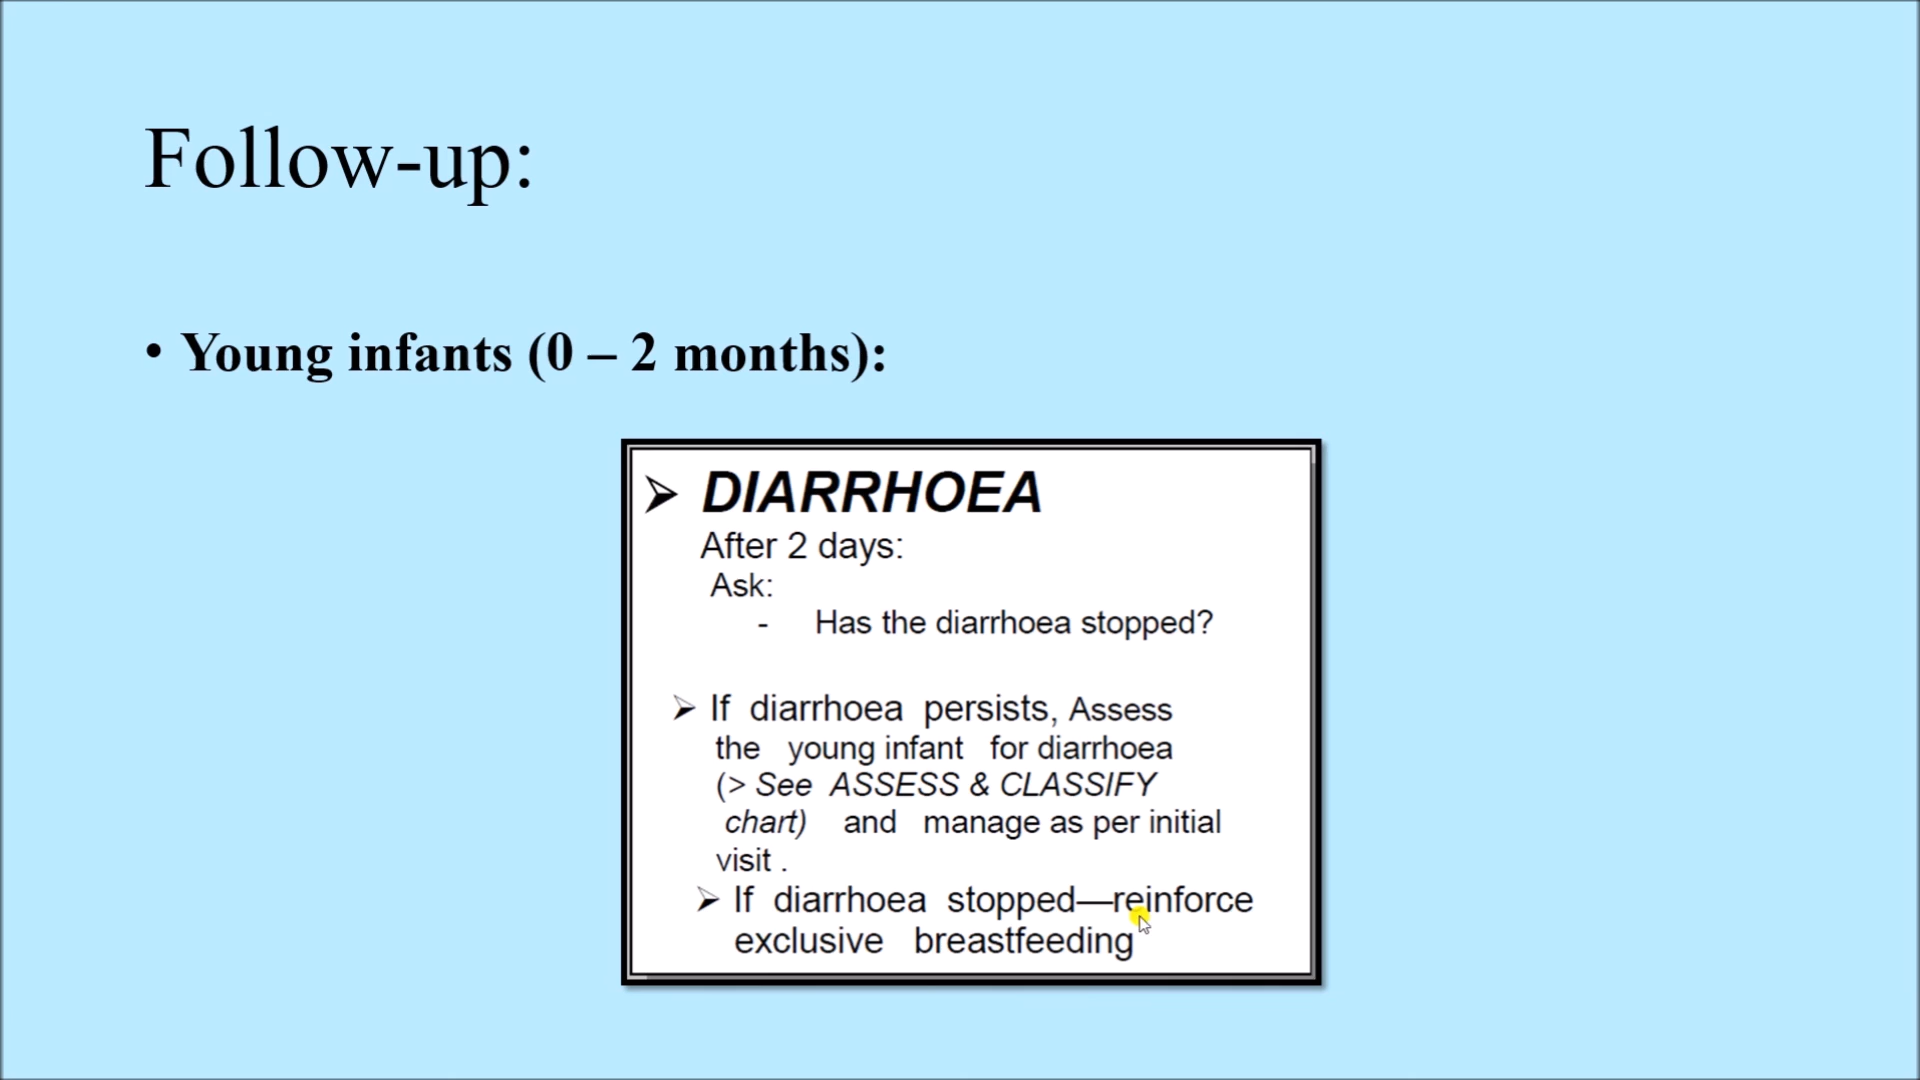 Follow-up:
• Young infants (0 – 2 months):
➢ DIARRHOEA
After 2 days:
Ask:
- Has the diarrhoea stopped?
➢ If diarrhoea persists, Assess
the young infant for diarrhoea
(> See ASSESS & CLASSIFY
chart) and manage as per initial
visit .
➢ If diarrhoea stopped—reinforce
exclusive breastfeeding